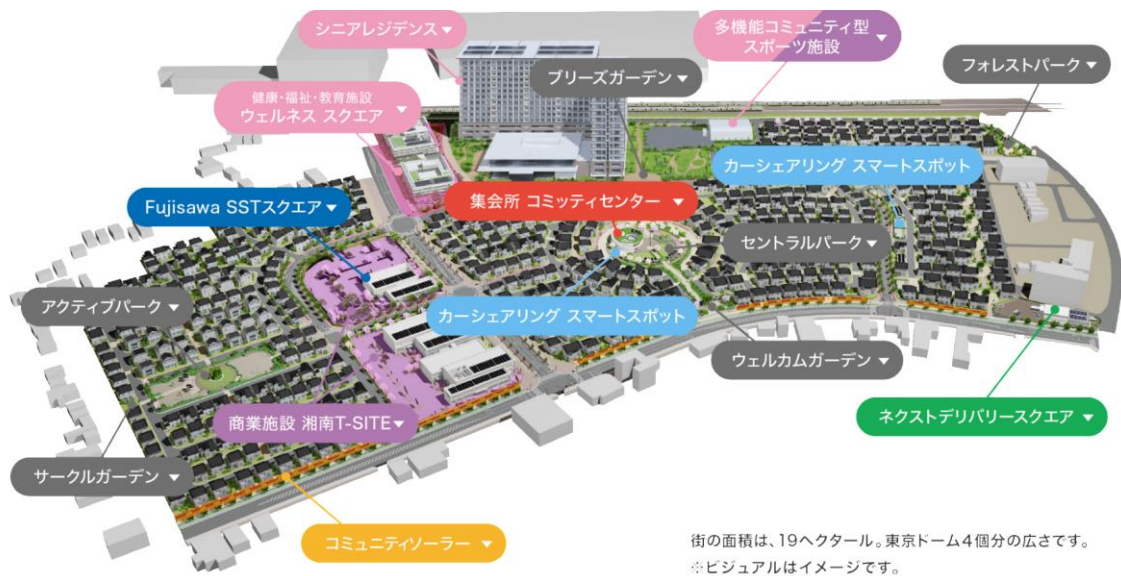 シニアレジデンス▼
多機能コミュニティ型
スポーツ施設▼
ブリーズガーデン▼
フォレストパーク▼
健康・福祉・教育施設
ウェルネス スクエア▼
カーシェアリング スマートスポット
Fujisawa SSTスクエア▼
集会所 コミッティセンター▼
セントラルパーク▼
アクティブパーク▼
カーシェアリング スマートスポット
ウェルカムガーデン▼
商業施設 湘南T-SITE▼
ネクストデリバリースクエア▼
サークルガーデン▼
コミュニティソーラー▼
街の面積は、19ヘクタール。東京ドーム4個分の広さです。
※ビジュアルはイメージです。